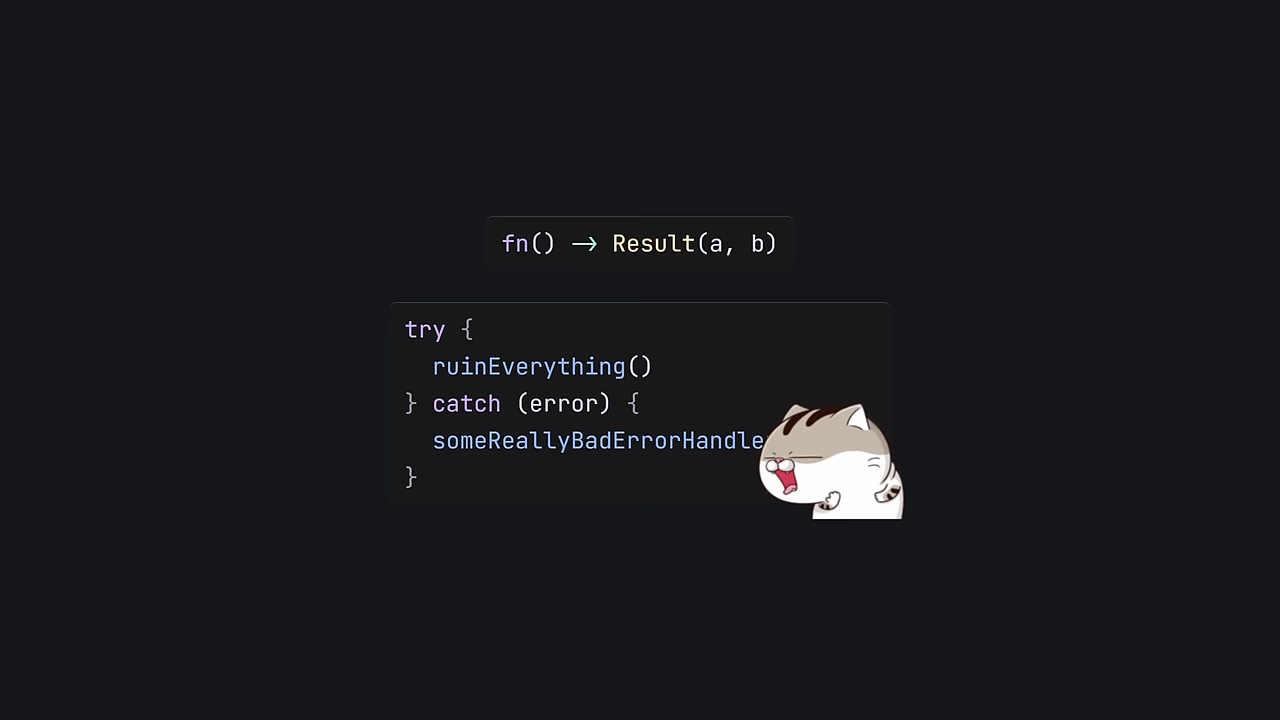 fn() -> Result(a, b)
try {
  ruinEverything()
} catch (error) {
  someReallyBadErrorHandle
}